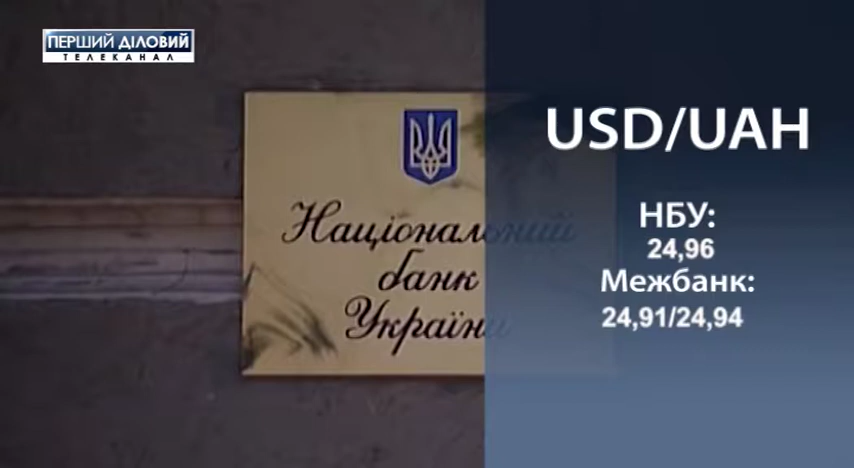 ПЕРШИЙ ДІЛОВИЙ
ТЕЛЕКАНАЛ
Національний
банк
України
USD/UAH
НБУ:
24,96
Межбанк:
24,91/24,94